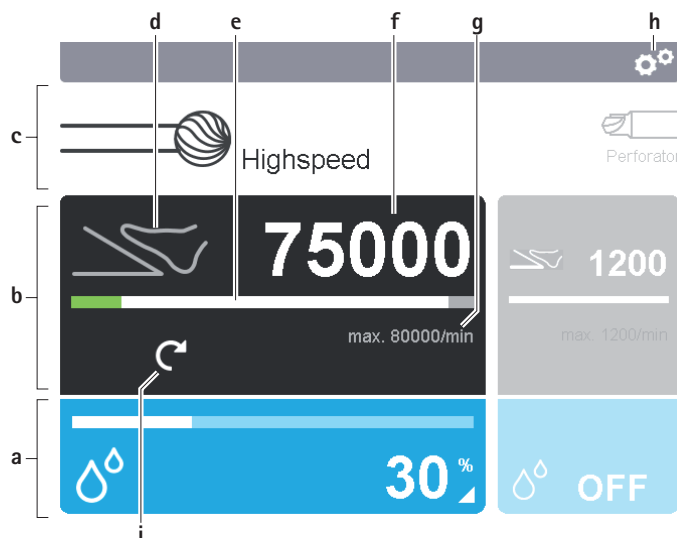 d e f g h
c
Highspeed
Perforator
b
75000
1200
max. 80000/min
max. 1200/min
a
30 %
OFF
i